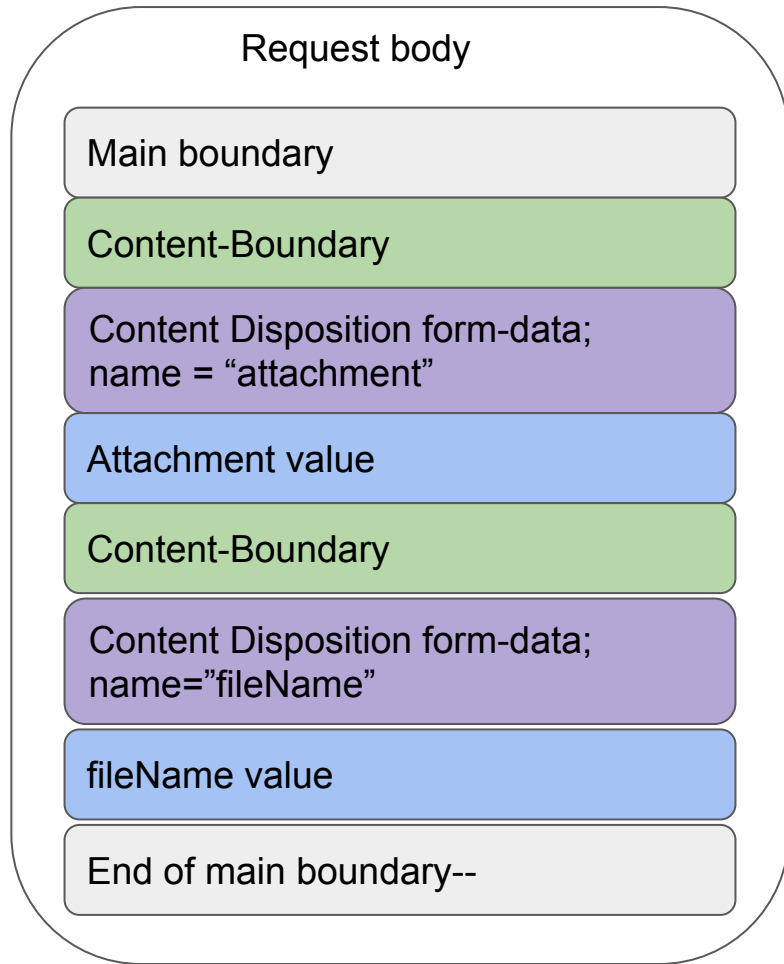 Request body
Main boundary
Content-Boundary
Content Disposition form-data;
name = “attachment”
Attachment value
Content-Boundary
Content Disposition form-data;
name=”fileName”
fileName value
End of main boundary--